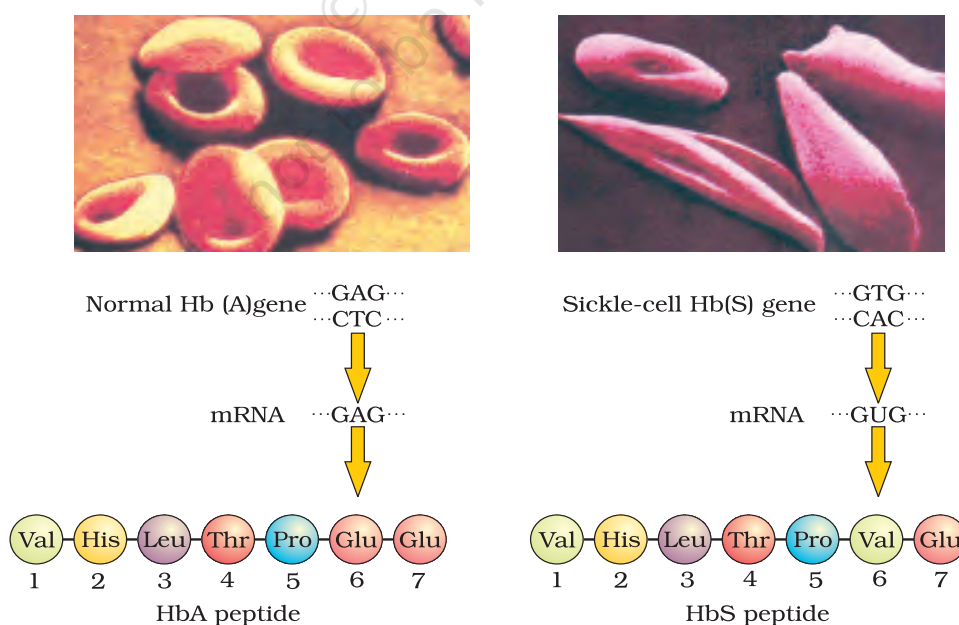 Normal Hb (A)gene ···GAG···
···CTC···
mRNA ···GAG···
Val His Leu Thr Pro Glu Glu
1 2 3 4 5 6 7
HbA peptide
Sickle-cell Hb(S) gene ···GTG···
···CAC···
mRNA ···GUG···
Val His Leu Thr Pro Val Glu
1 2 3 4 5 6 7
HbS peptide